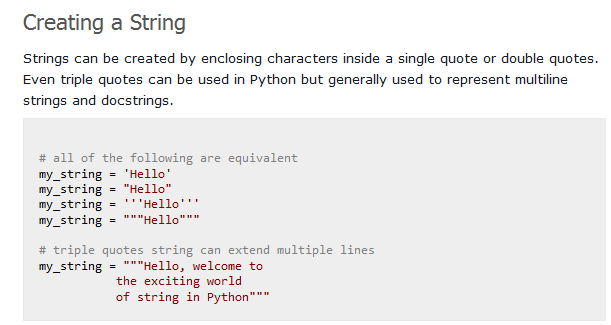 Creating a String
Strings can be created by enclosing characters inside a single quote or double quotes.
Even triple quotes can be used in Python but generally used to represent multiline
strings and docstrings.
# all of the following are equivalent
my_string = 'Hello'
my_string = "Hello"
my_string = '''Hello'''
my_string = """Hello"""
# triple quotes string can extend multiple lines
my_string = """Hello, welcome to
the exciting world
of string in Python"""